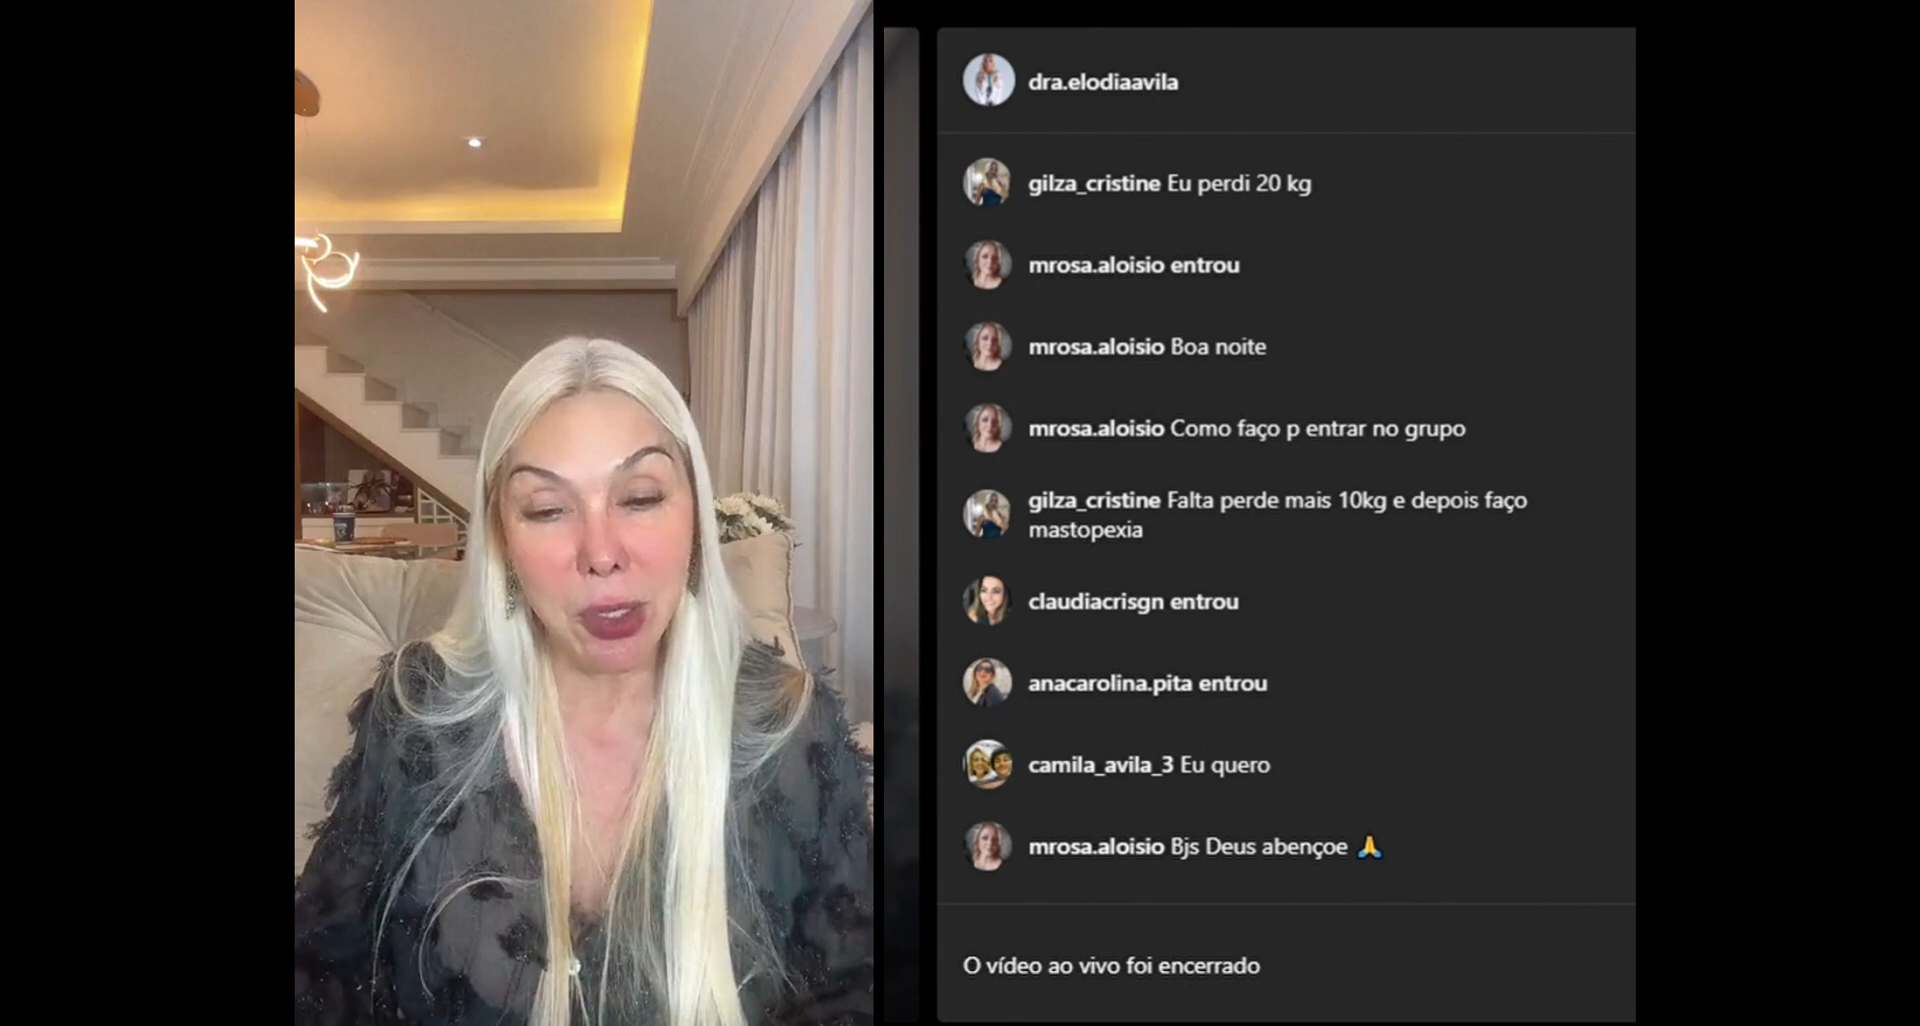 dra.elodiaavila
gilza_cristine Eu perdi 20 kg
mrosa.aloisio entrou
mrosa.aloisio Boa noite
mrosa.aloisio Como faço p entrar no grupo
gilza_cristine Falta perde mais 10kg e depois faço
mastopexia
claudiacrisgn entrou
anacarolina.pita entrou
camila_avila_3 Eu quero
mrosa.aloisio Bjs Deus abençoe 🙏
O vídeo ao vivo foi encerrado